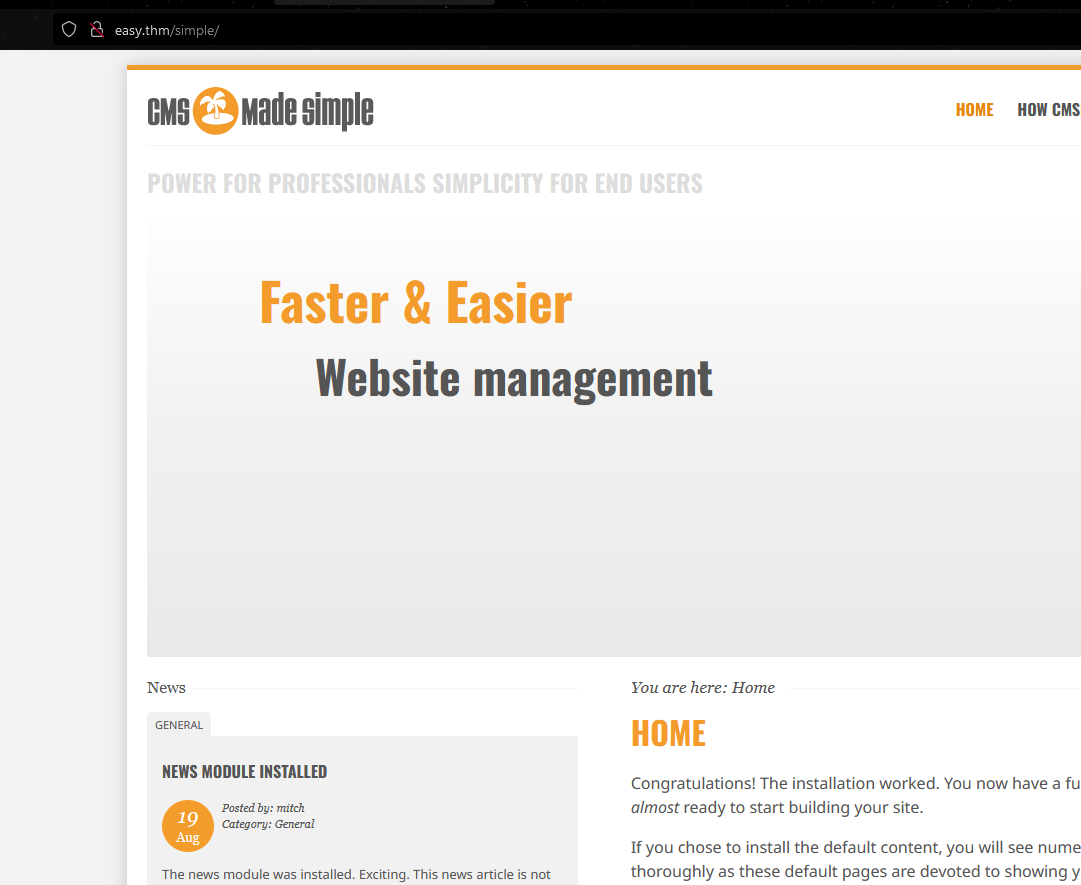 easy.thm/simple/
CMS Made Simple
HOME HOW CMS
POWER FOR PROFESSIONALS SIMPLICITY FOR END USERS
Faster & Easier
Website management
News
GENERAL
NEWS MODULE INSTALLED
19
Aug
Posted by: mitch
Category: General
The news module was installed. Exciting. This news article is not
You are here: Home
HOME
Congratulations! The installation worked. You now have a fu
almost ready to start building your site.
If you chose to install the default content, you will see nume
thoroughly as these default pages are devoted to showing y